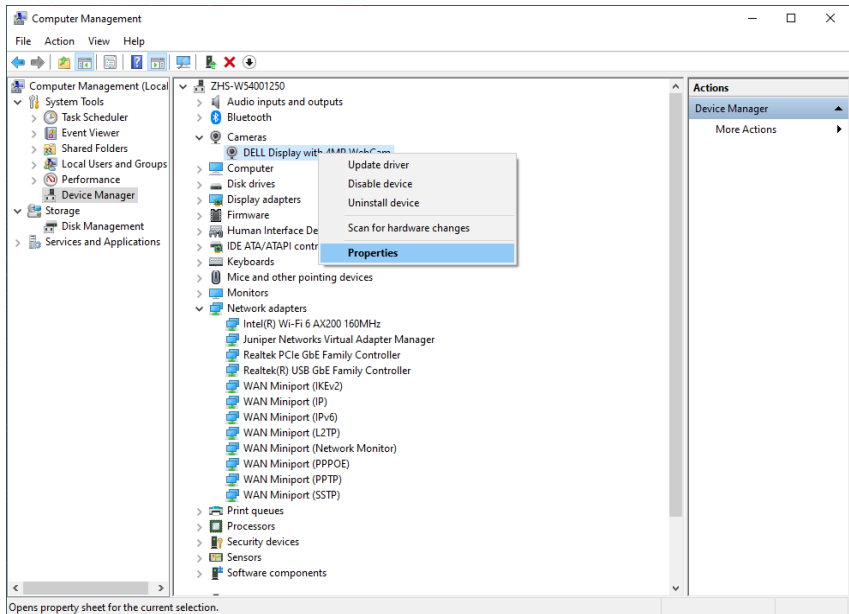 Computer Management
File Action View Help
Computer Management (Local
System Tools
Task Scheduler
Event Viewer
Shared Folders
Local Users and Groups
Performance
Device Manager
Storage
Disk Management
Services and Applications
ZHS-W54001250
Audio inputs and outputs
Bluetooth
Cameras
DELL Display with 4MP WebCam
Computer
Disk drives
Display adapters
Firmware
Human Interface De
IDE ATA/ATAPI contr
Keyboards
Mice and other pointing devices
Monitors
Network adapters
Intel(R) Wi-Fi 6 AX200 160MHz
Juniper Networks Virtual Adapter Manager
Realtek PCIe GbE Family Controller
Realtek(R) USB GbE Family Controller
WAN Miniport (IKEv2)
WAN Miniport (IP)
WAN Miniport (IPv6)
WAN Miniport (L2TP)
WAN Miniport (Network Monitor)
WAN Miniport (PPPOE)
WAN Miniport (PPTP)
WAN Miniport (SSTP)
Print queues
Processors
Security devices
Sensors
Software components
Update driver
Disable device
Uninstall device
Scan for hardware changes
Properties
Actions
Device Manager
More Actions
Opens property sheet for the current selection.